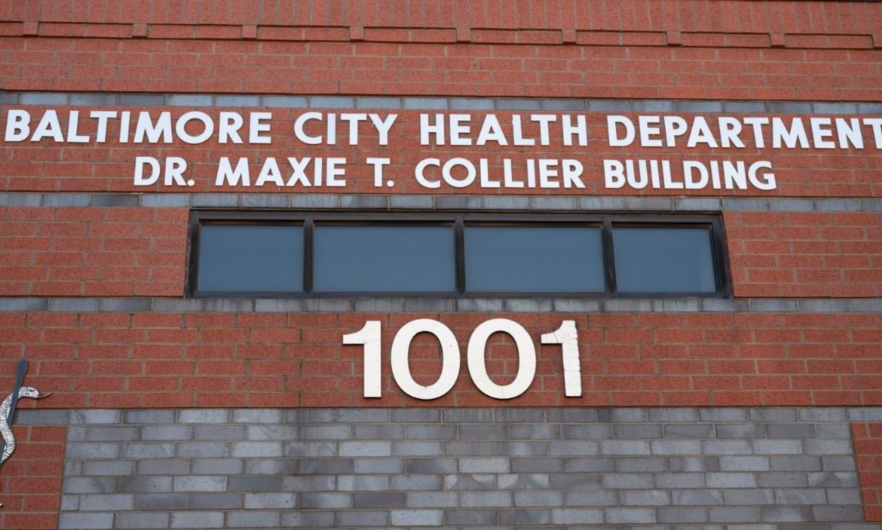 BALTIMORE CITY HEALTH DEPARTMENT
DR. MAXIE T. COLLIER BUILDING
1001